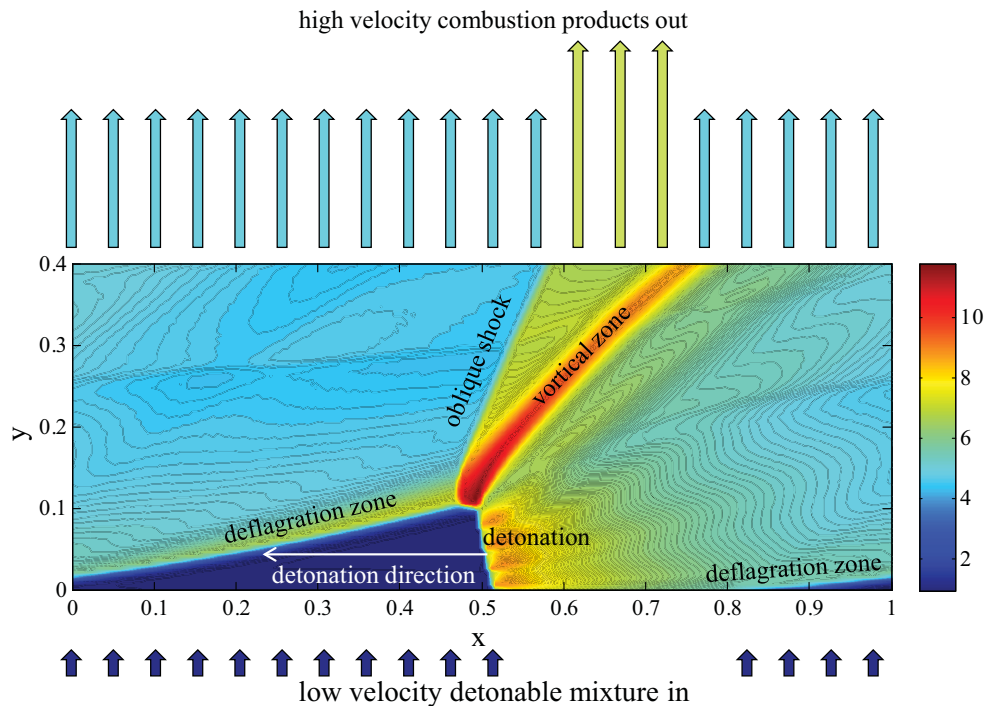 high velocity combustion products out
0.4
0.3
0.2
0.1
0
y
oblique shock
vortical zone
deflagration zone
detonation
detonation direction
deflagration zone
10
8
6
4
2
0 0.1 0.2 0.3 0.4 0.5 0.6 0.7 0.8 0.9 1
x
low velocity detonable mixture in